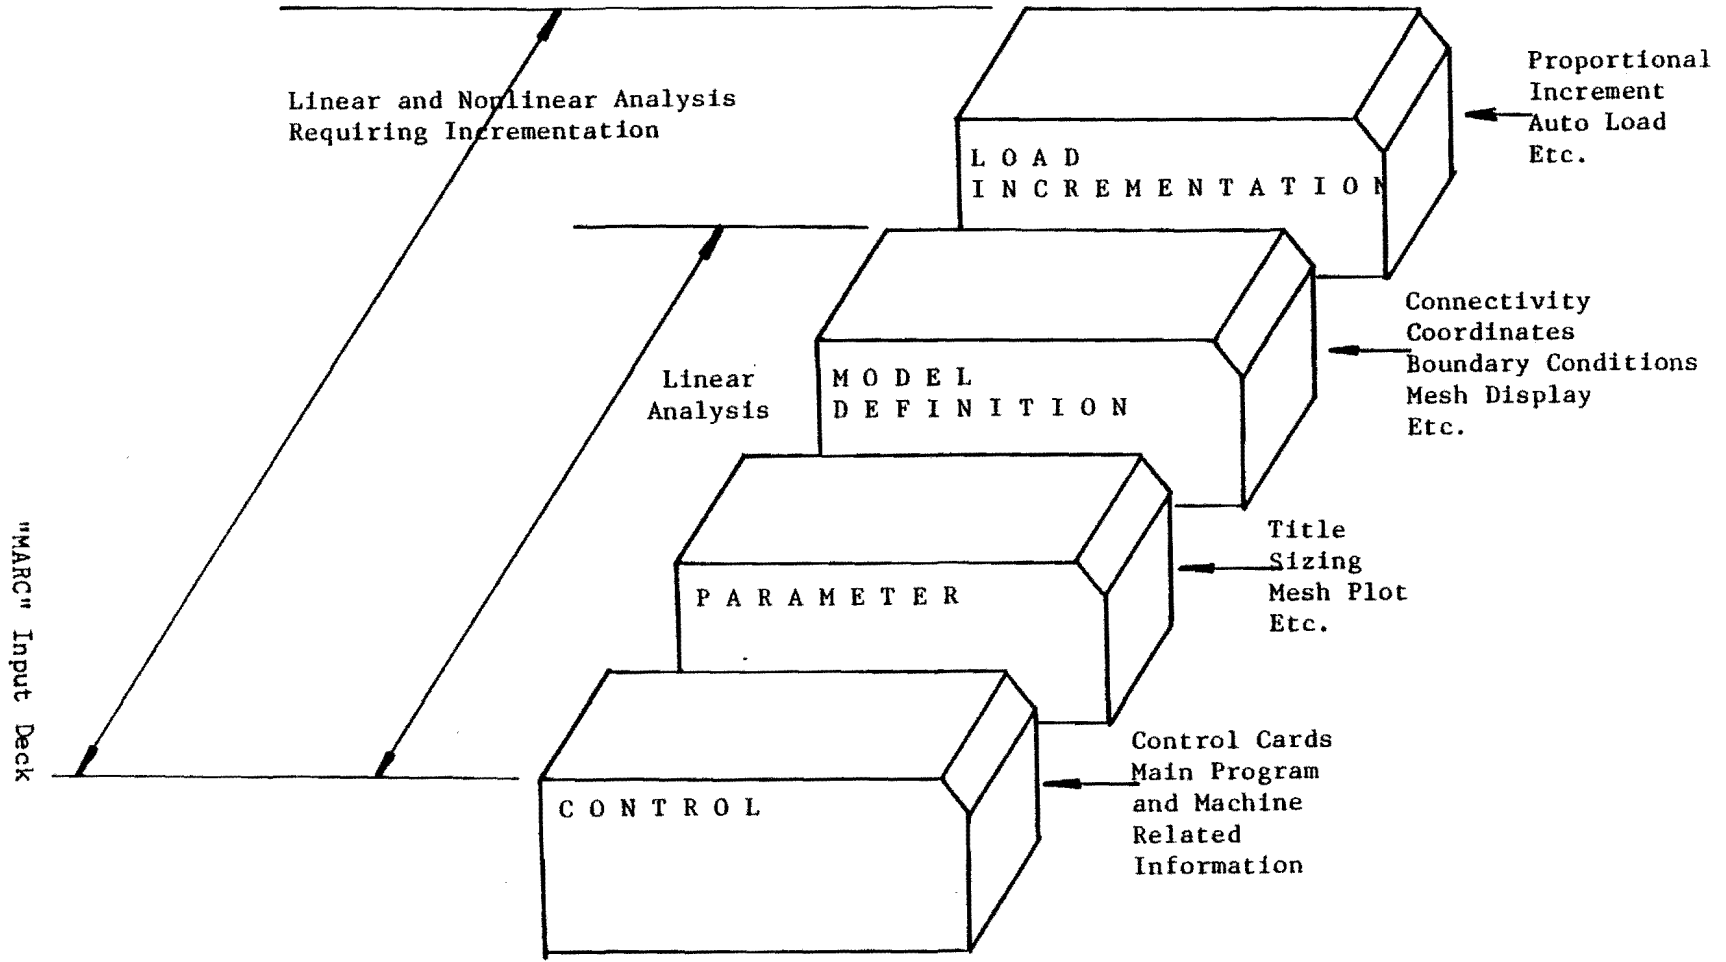 Linear and Nonlinear Analysis
Requiring Incrementation
Proportional
Increment
Auto Load
Etc.
L O A D
I N C R E M E N T A T I O N
Connectivity
Coordinates
Boundary Conditions
Mesh Display
Etc.
Linear
Analysis
M O D E L
D E F I N I T I O N
Title
Sizing
Mesh Plot
Etc.
P A R A M E T E R
"MARC" Input Deck
Control Cards
Main Program
and Machine
Related
Information
C O N T R O L